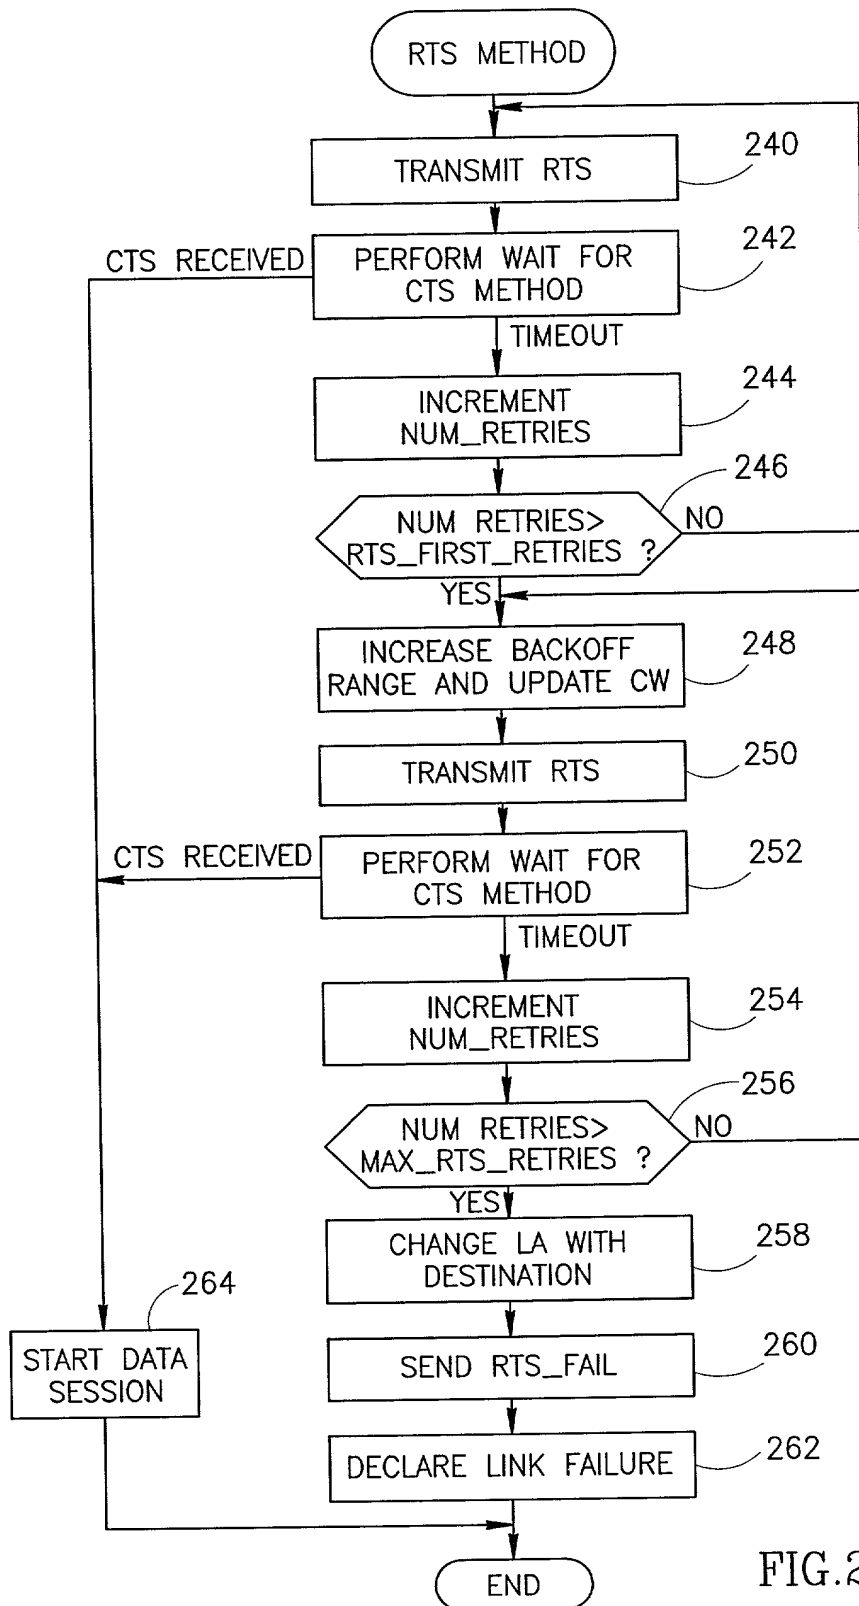 RTS METHOD
TRANSMIT RTS
240
CTS RECEIVED
PERFORM WAIT FOR
CTS METHOD
242
TIMEOUT
INCREMENT
NUM_RETRIES
244
NUM RETRIES>
RTS_FIRST_RETRIES ?
246
NO
YES
INCREASE BACKOFF
RANGE AND UPDATE CW
248
TRANSMIT RTS
250
CTS RECEIVED
PERFORM WAIT FOR
CTS METHOD
252
TIMEOUT
INCREMENT
NUM_RETRIES
254
NUM RETRIES>
MAX_RTS_RETRIES ?
256
NO
YES
CHANGE LA WITH
DESTINATION
258
START DATA
SESSION
264
SEND RTS_FAIL
260
DECLARE LINK FAILURE
262
END
FIG.2